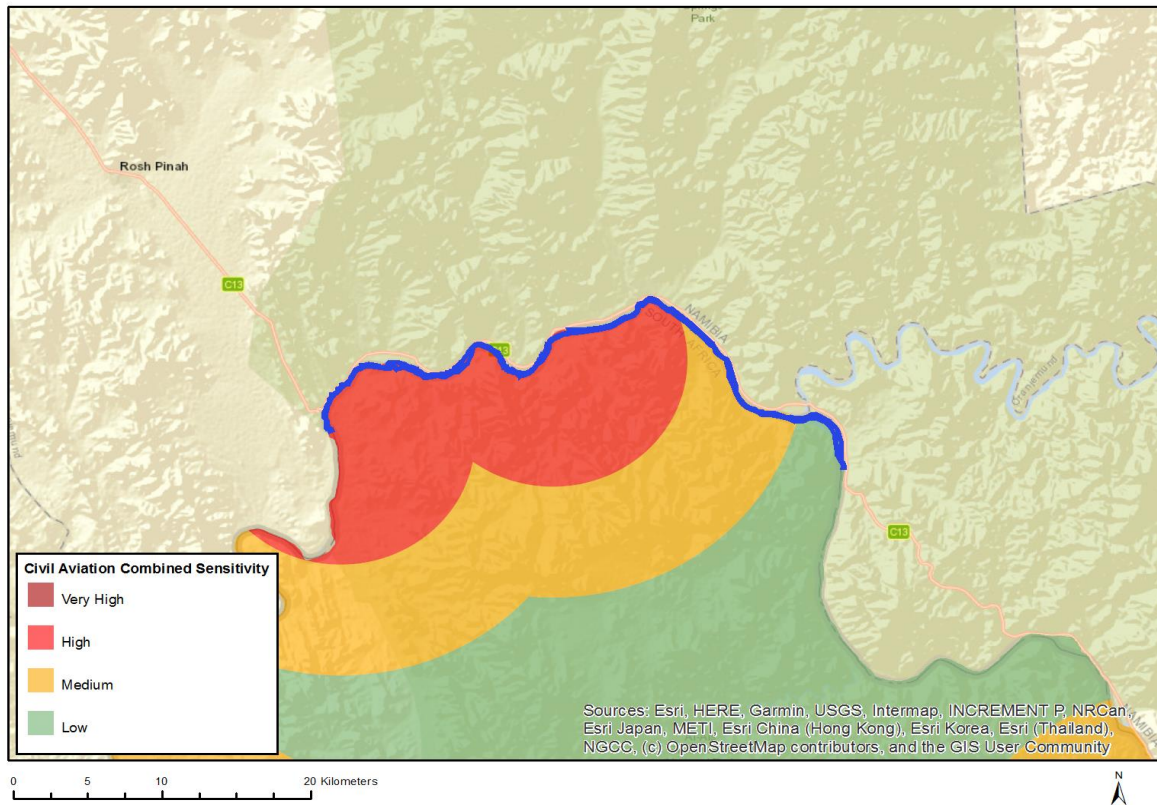 Park
Rosh Pinah
C13
NAMIBIA
SOUTH AFRICA
C13
Oranjemund
C13
Civil Aviation Combined Sensitivity
Very High
High
Medium
Low
Sources: Esri, HERE, Garmin, USGS, Intermap, INCREMENT P, NRCan,
Esri Japan, METI, Esri China (Hong Kong), Esri Korea, Esri (Thailand),
NGCC, (c) OpenStreetMap contributors, and the GIS User Community
NAMIBIA
0 5 10 20 Kilometers
N